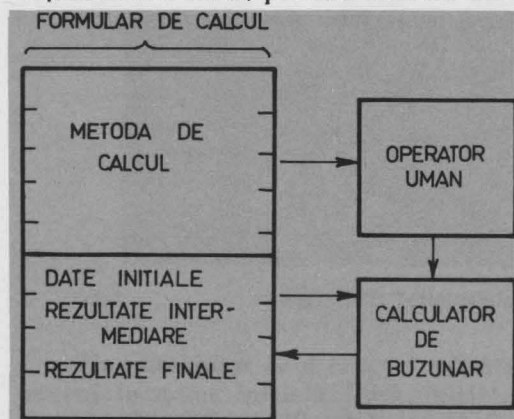 FORMULAR DE CALCUL
METODA DE
CALCUL
OPERATOR
UMAN
DATE INITIALE
REZULTATE INTER-
MEDIARE
REZULTATE FINALE
CALCULATOR
DE
BUZUNAR